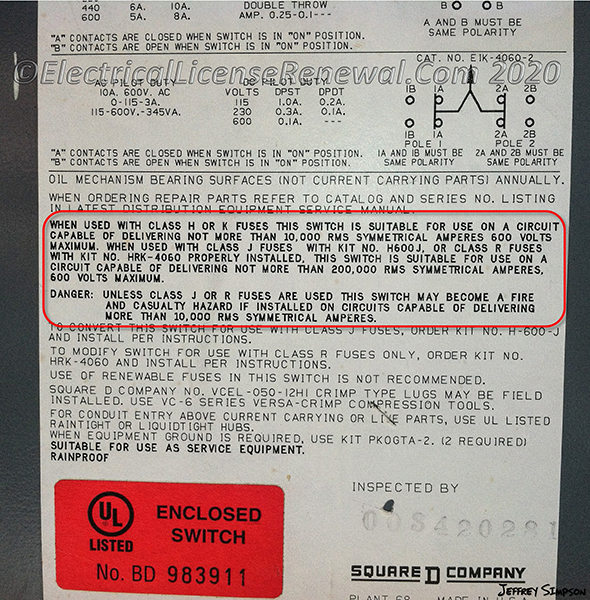 440 6A. 10A. DOUBLE THROW B B
600 5A. 8A. AMP. 0.25-0.1---
A AND B MUST BE
SAME POLARITY
"A" CONTACTS ARE CLOSED WHEN SWITCH IS IN "ON" POSITION.
"B" CONTACTS ARE OPEN WHEN SWITCH IS IN "ON" POSITION.
©ElectricalLicenseRenewal.Com 2020
CAT. NO. EIK-4060-2
AC PILOT DUTY DC PILOT DUTY
10A. 600V. AC VOLTS DPST DPDT
0-115-3A. 115 1.0A. 0.2A.
115-600V.-345VA. 230 0.3A. 0.1A.
600 0.1A. ---
1B 1A 2A 2B
1B 1A 2A 2B
POLE 1 POLE 2
"A" CONTACTS ARE CLOSED WHEN SWITCH IS IN "ON" POSITION. 1A AND 1B MUST BE 2A AND 2B MUST BE
"B" CONTACTS ARE OPEN WHEN SWITCH IS IN "ON" POSITION. SAME POLARITY SAME POLARITY
OIL MECHANISM BEARING SURFACES (NOT CURRENT CARRYING PARTS) ANNUALLY.
WHEN ORDERING REPAIR PARTS REFER TO CATALOG AND SERIES NO. LISTING
IN LATEST DISTRIBUTION EQUIPMENT SERVICE MANUAL.
WHEN USED WITH CLASS H OR K FUSES THIS SWITCH IS SUITABLE FOR USE ON A CIRCUIT
CAPABLE OF DELIVERING NOT MORE THAN 10,000 RMS SYMMETRICAL AMPERES 600 VOLTS
MAXIMUM. WHEN USED WITH CLASS J FUSES WITH KIT NO. H600J, OR CLASS R FUSES
WITH KIT NO. HRK-4060 PROPERLY INSTALLED, THIS SWITCH IS SUITABLE FOR USE ON A
CIRCUIT CAPABLE OF DELIVERING NOT MORE THAN 200,000 RMS SYMMETRICAL AMPERES,
600 VOLTS MAXIMUM.
DANGER: UNLESS CLASS J OR R FUSES ARE USED THIS SWITCH MAY BECOME A FIRE
AND CASUALTY HAZARD IF INSTALLED ON CIRCUITS CAPABLE OF DELIVERING
MORE THAN 10,000 RMS SYMMETRICAL AMPERES.
TO CONVERT THIS SWITCH FOR USE WITH CLASS J FUSES, ORDER KIT NO. H-600-J
AND INSTALL PER INSTRUCTIONS.
TO MODIFY SWITCH FOR USE WITH CLASS R FUSES ONLY, ORDER KIT NO.
HRK-4060 AND INSTALL PER INSTRUCTIONS.
USE OF RENEWABLE FUSES IN THIS SWITCH IS NOT RECOMMENDED.
SQUARE D COMPANY NO. VCEL-050-12H1 CRIMP TYPE LUGS MAY BE FIELD
INSTALLED. USE VC-6 SERIES VERSA-CRIMP COMPRESSION TOOLS.
FOR CONDUIT ENTRY ABOVE CURRENT CARRYING OR LIVE PARTS, USE UL LISTED
RAINTIGHT OR LIQUIDTIGHT HUBS.
WHEN EQUIPMENT GROUND IS REQUIRED, USE KIT PKOGTA-2. (2 REQUIRED)
SUITABLE FOR USE AS SERVICE EQUIPMENT.
RAINPROOF
UL
LISTED
ENCLOSED
SWITCH
No. BD 983911
INSPECTED BY
SQUARE D COMPANY
MADE IN U.S.A.
JEFFREY SIMPSON